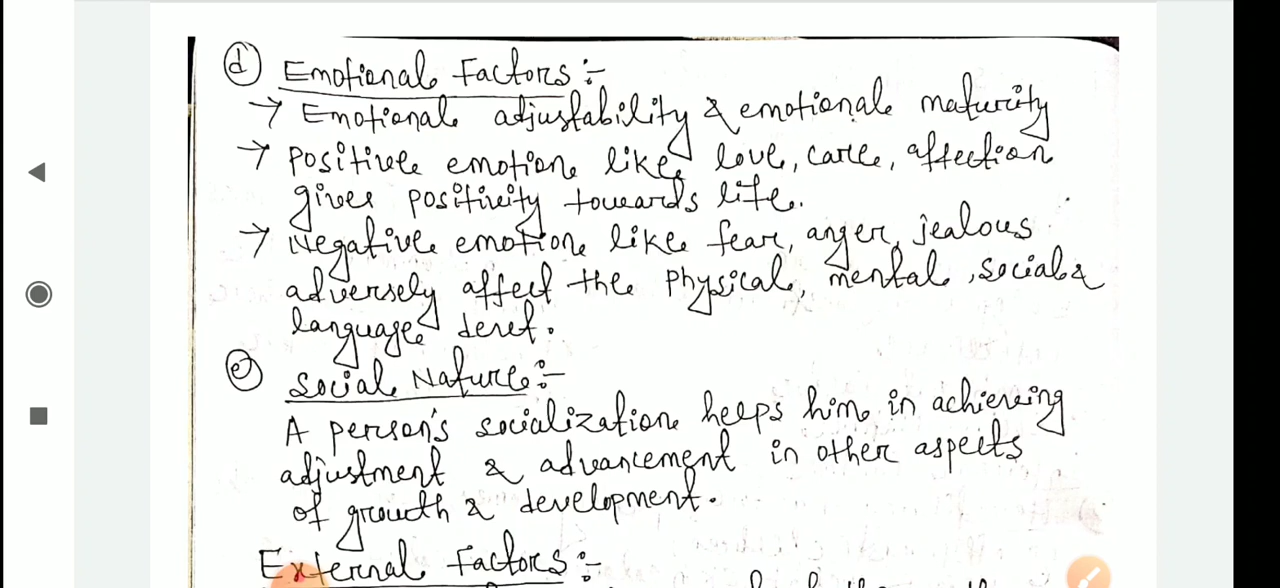 (d) Emotional Factors :-
→ Emotional adjustability & emotional maturity
→ Positive emotion like love, care, affection
gives positivity towards life.
→ Negative emotion like fear, anger, jealous
adversely affect the physical, mental, social &
language devet.
(e) Social Nature :-
A person's socialization helps him in achieving
adjustment & advancement in other aspects
of growth & development.
External Factors :-